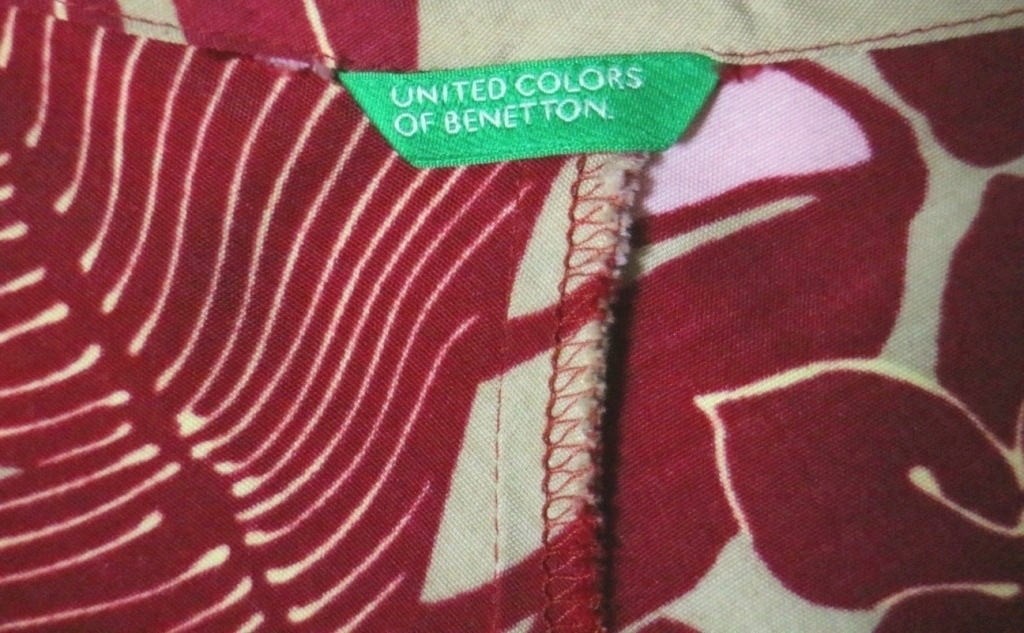 UNITED COLORS
OF BENETTON.